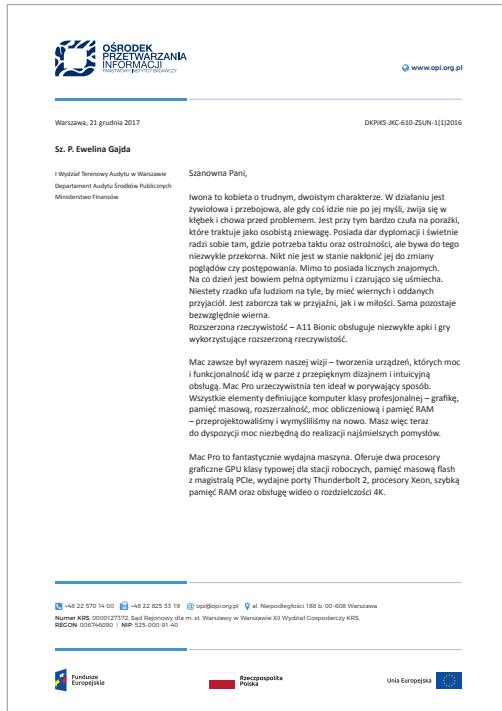 OŚRODEK
PRZETWARZANIA
INFORMACJI
PAŃSTWOWY INSTYTUT BADAWCZY
www.opi.org.pl
Warszawa, 21 grudnia 2017
DKPiKS-JKC-610-ZSUN-1(1)2016
Sz. P. Ewelina Gajda
I Wydział Terenowy Audytu w Warszawie
Departament Audytu Środków Publicznych
Ministerstwo Finansów
Szanowna Pani,
Iwona to kobieta o trudnym, dwoistym charakterze. W działaniu jest
żywiołowa i przebojowa, ale gdy coś idzie nie po jej myśli, zwija się w
kłębek i chowa przed problemem. Jest przy tym bardzo czuła na porażki,
które traktuje jako osobistą zniewagę. Posiada dar dyplomacji i świetnie
radzi sobie tam, gdzie potrzeba taktu oraz ostrożności, ale bywa do tego
niezwykle przekorna. Nikt nie jest w stanie nakłonić jej do zmiany
poglądów czy postępowania. Mimo to posiada licznych znajomych.
Na co dzień jest bowiem pełna optymizmu i czarująco się uśmiecha.
Niestety rzadko ufa ludziom na tyle, by mieć wiernych i oddanych
przyjaciół. Jest zaborcza tak w przyjaźni, jak i w miłości. Sama pozostaje
bezwzględnie wierna.
Rozszerzona rzeczywistość – A11 Bionic obsługuje niezwykłe apki i gry
wykorzystujące rozszerzoną rzeczywistość.
Mac zawsze był wyrazem naszej wizji – tworzenia urządzeń, których moc
i funkcjonalność idą w parze z przepięknym dizajnem i intuicyjną
obsługą. Mac Pro urzeczywistnia ten ideał w porywający sposób.
Wszystkie elementy definiujące komputer klasy profesjonalnej – grafikę,
pamięć masową, rozszerzalność, moc obliczeniową i pamięć RAM
– przeprojektowaliśmy i wymyśliliśmy na nowo. Masz więc teraz
do dyspozycji moc niezbędną do realizacji najśmielszych pomysłów.
Mac Pro to fantastycznie wydajna maszyna. Oferuje dwa procesory
graficzne GPU klasy typowej dla stacji roboczych, pamięć masową flash
z magistralą PCIe, wydajne porty Thunderbolt 2, procesory Xeon, szybką
pamięć RAM oraz obsługę wideo o rozdzielczości 4K.
+48 22 570 14 00 +48 22 825 33 19 opi@opi.org.pl al. Niepodległości 188 b, 00-608 Warszawa
Numer KRS: 0000127372, Sąd Rejonowy dla m. st. Warszawy w Warszawie XII Wydział Gospodarczy KRS,
REGON: 006746090 | NIP: 525-000-91-40
Fundusze
Europejskie
Rzeczpospolita
Polska
Unia Europejska